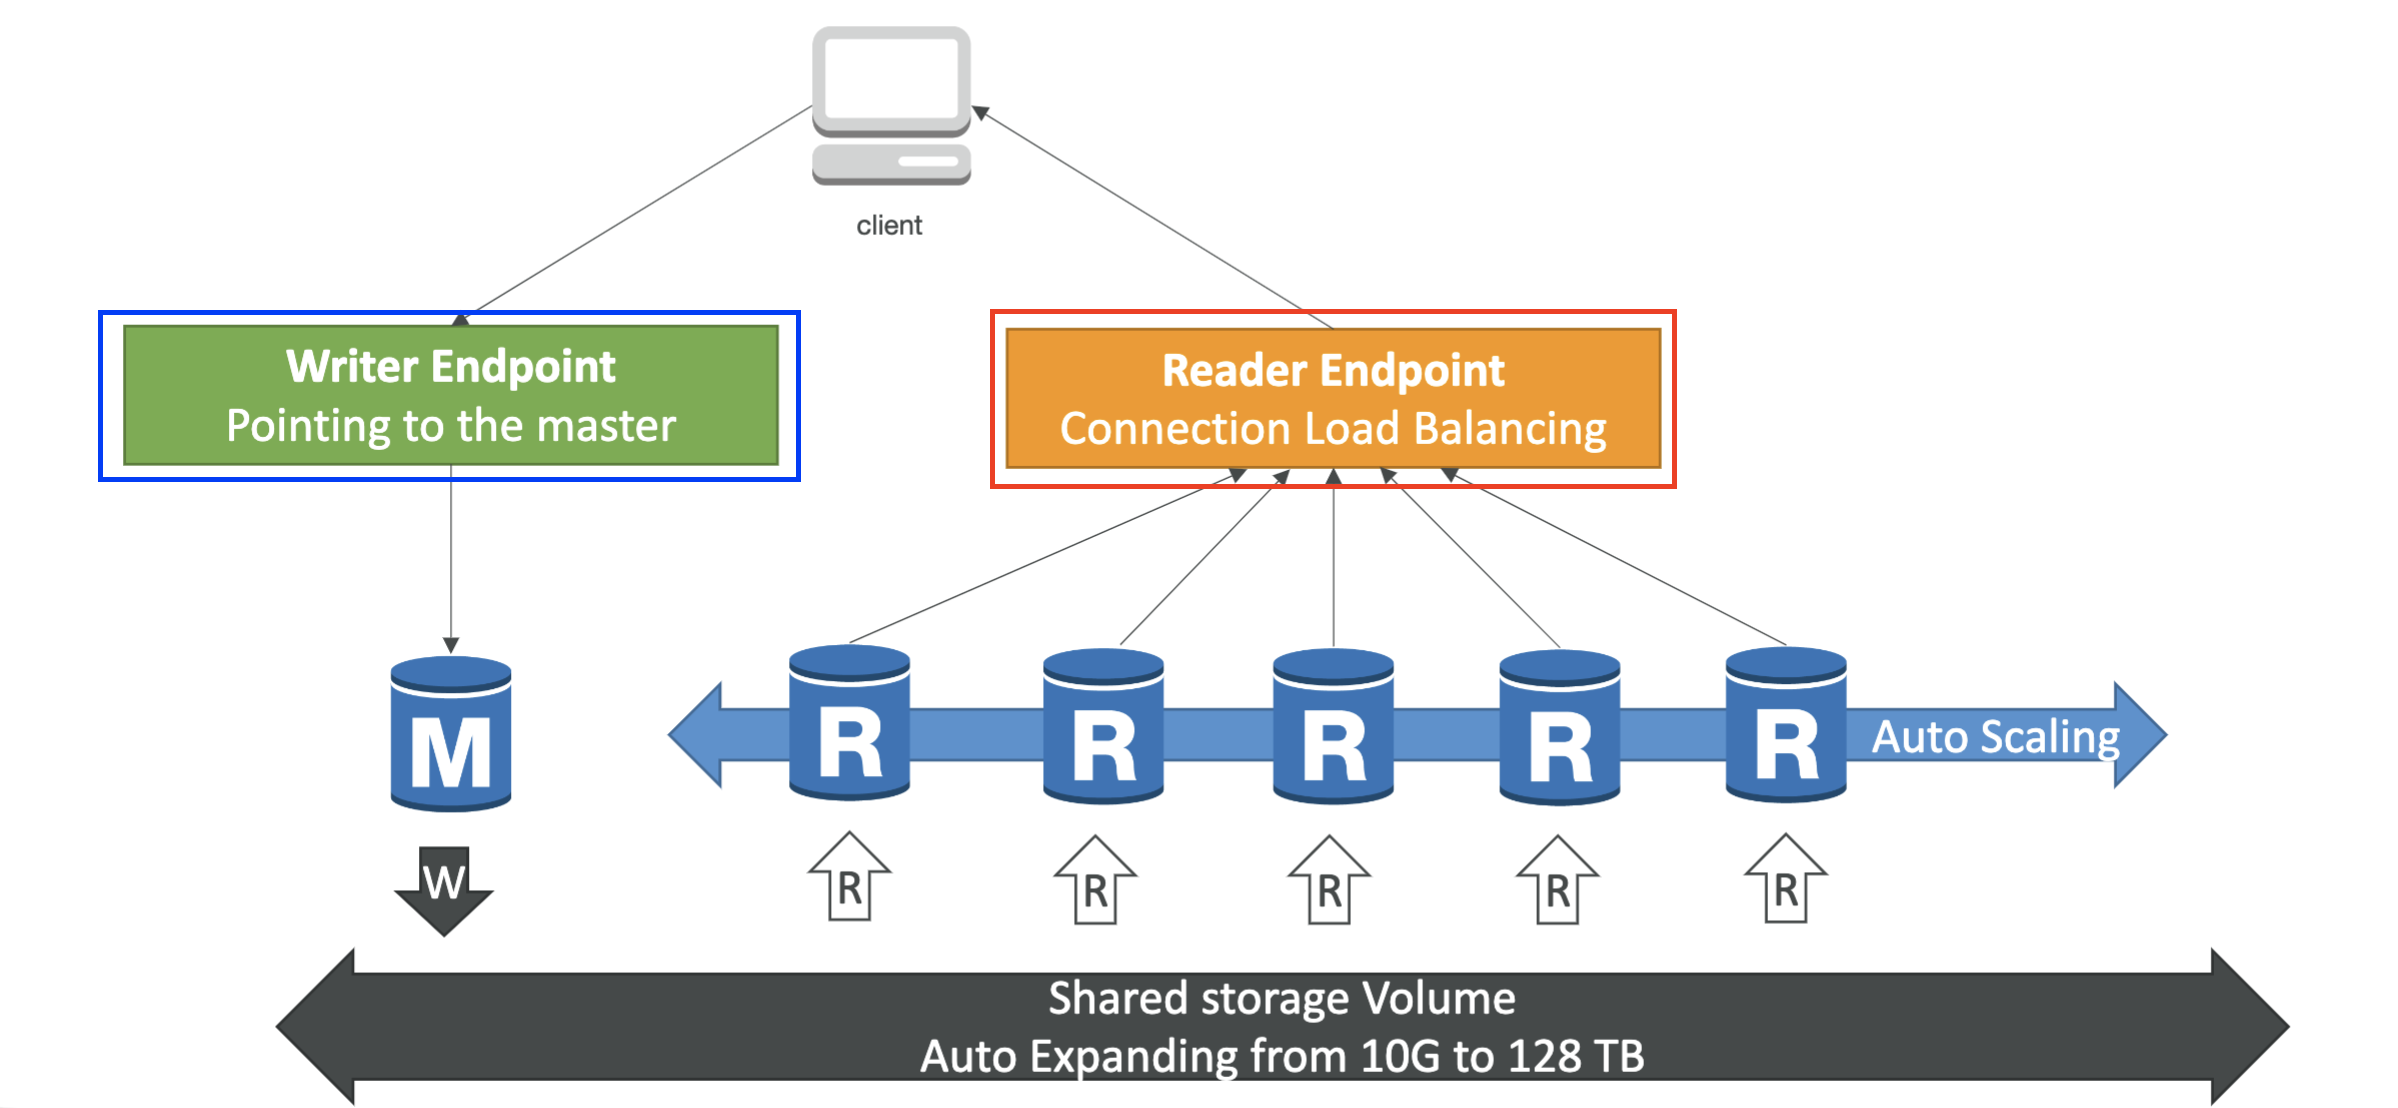 client
Writer Endpoint
Pointing to the master
Reader Endpoint
Connection Load Balancing
M
R
R
R
R
R
Auto Scaling
W
R
R
R
R
R
Shared storage Volume
Auto Expanding from 10G to 128 TB